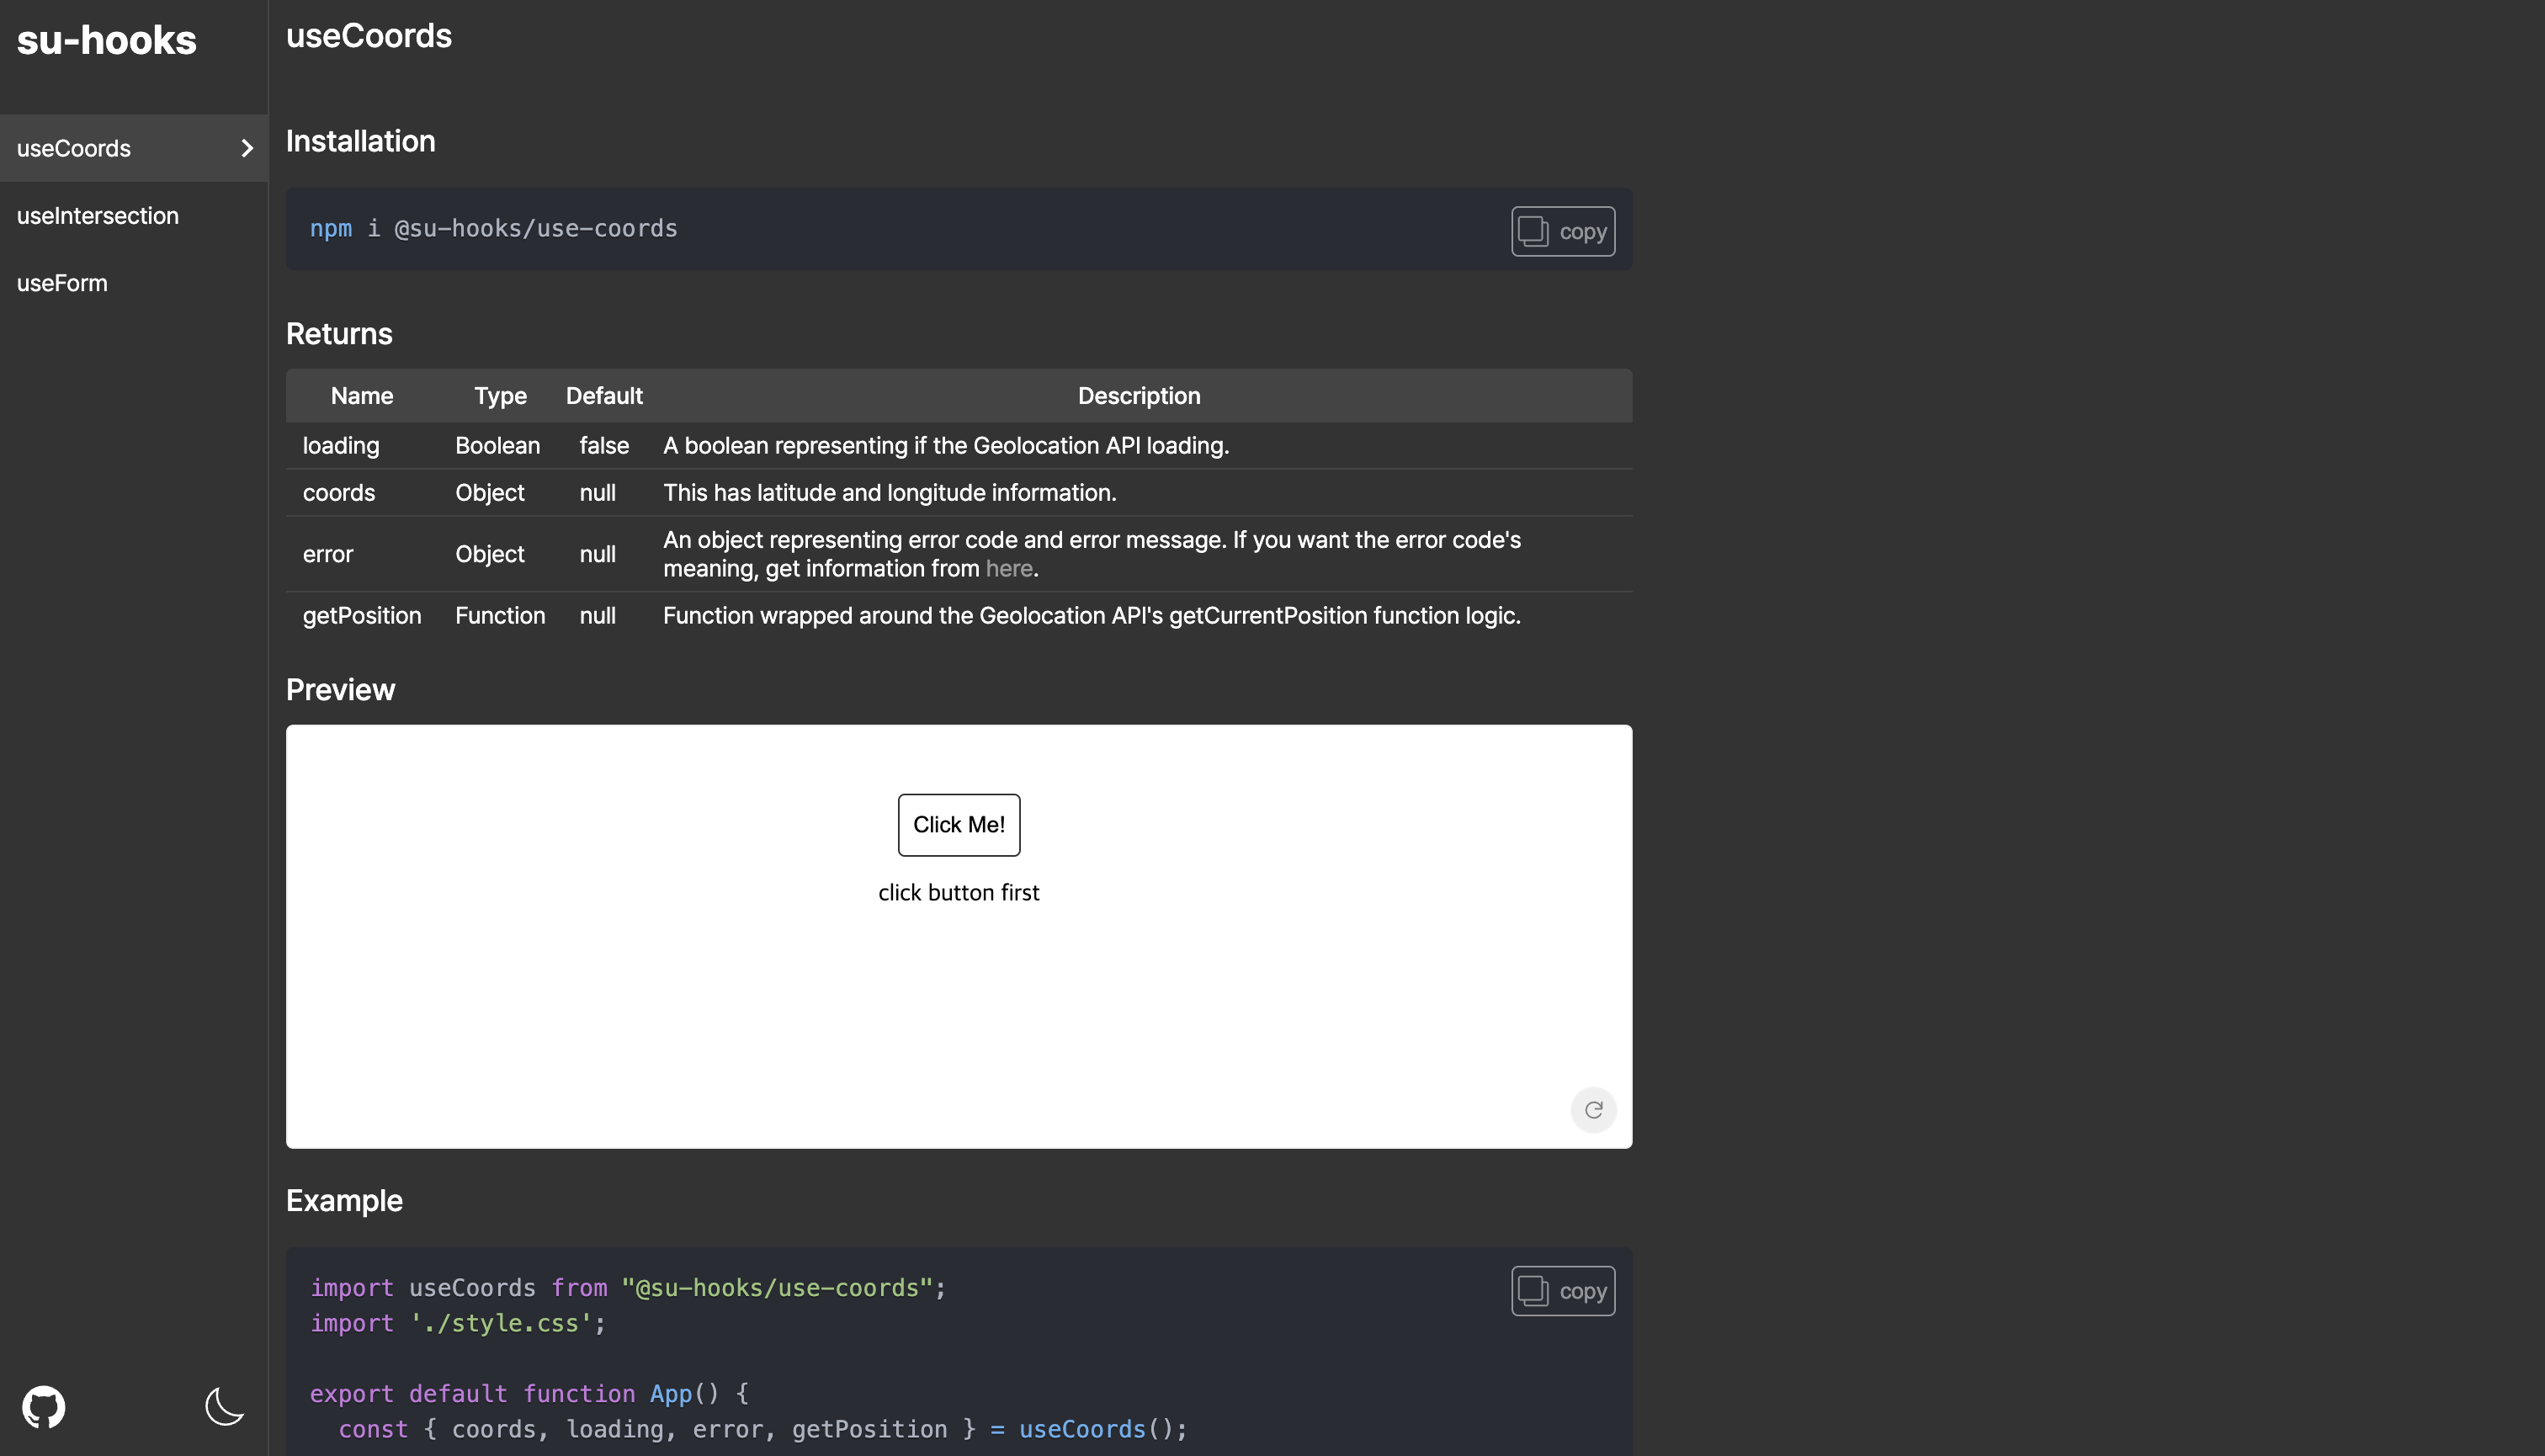 su-hooks
useCoords
useIntersection
useForm
useCoords
Installation
npm i @su-hooks/use-coords
copy
Returns
Name Type Default Description
loading Boolean false A boolean representing if the Geolocation API loading.
coords Object null This has latitude and longitude information.
error Object null An object representing error code and error message. If you want the error code's
meaning, get information from here.
getPosition Function null Function wrapped around the Geolocation API's getCurrentPosition function logic.
Preview
Click Me!
click button first
Example
import useCoords from "@su-hooks/use-coords";
copy
import './style.css';
export default function App() {
const { coords, loading, error, getPosition } = useCoords();